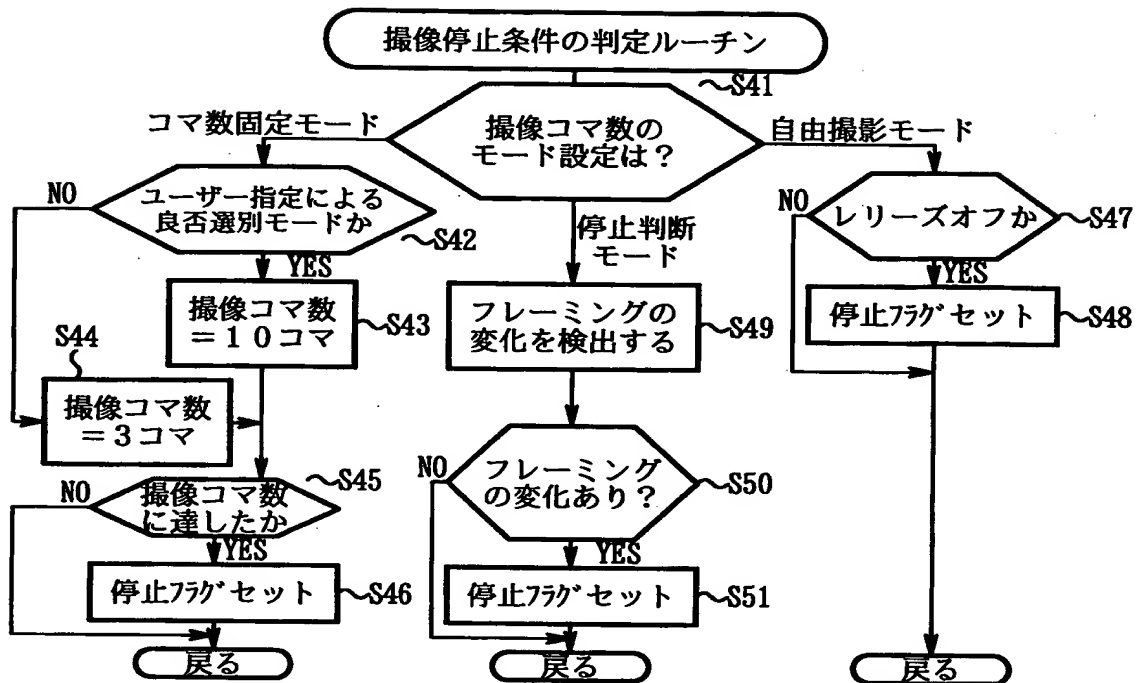 撮像停止条件の判定ルーチン
S41
撮像コマ数の
モード設定は？
コマ数固定モード
自由撮影モード
停止判断
モード
ユーザー指定による
良否選別モードか
S42
NO
YES
撮像コマ数
＝１０コマ
S43
S44
撮像コマ数
＝３コマ
S45
撮像コマ数
に達したか
NO
YES
停止ﾌﾗｸﾞセット
S46
戻る
フレーミングの
変化を検出する
S49
フレーミング
の変化あり？
S50
NO
YES
停止ﾌﾗｸﾞセット
S51
戻る
レリーズオフか
S47
NO
YES
停止ﾌﾗｸﾞセット
S48
戻る